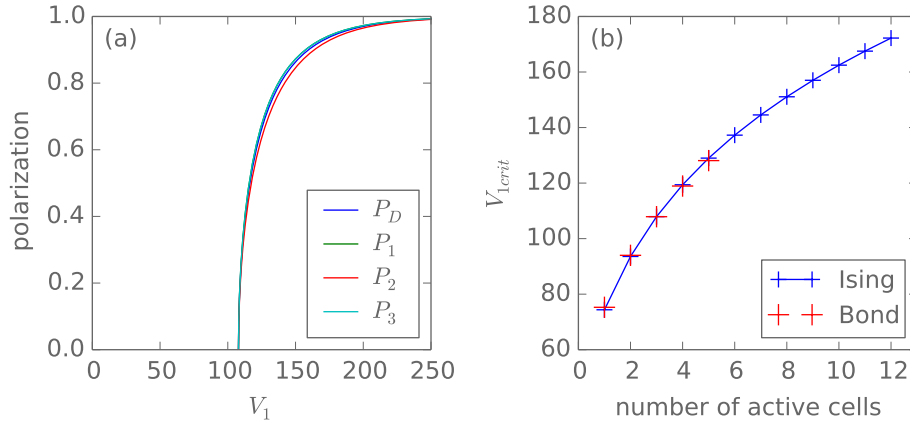 (a)
polarization
1.0
0.8
0.6
0.4
0.2
0.0
P_D
P_1
P_2
P_3
0 50 100 150 200 250
V_1
(b)
V_{1crit}
180
160
140
120
100
80
60
Ising
Bond
0 2 4 6 8 10 12
number of active cells